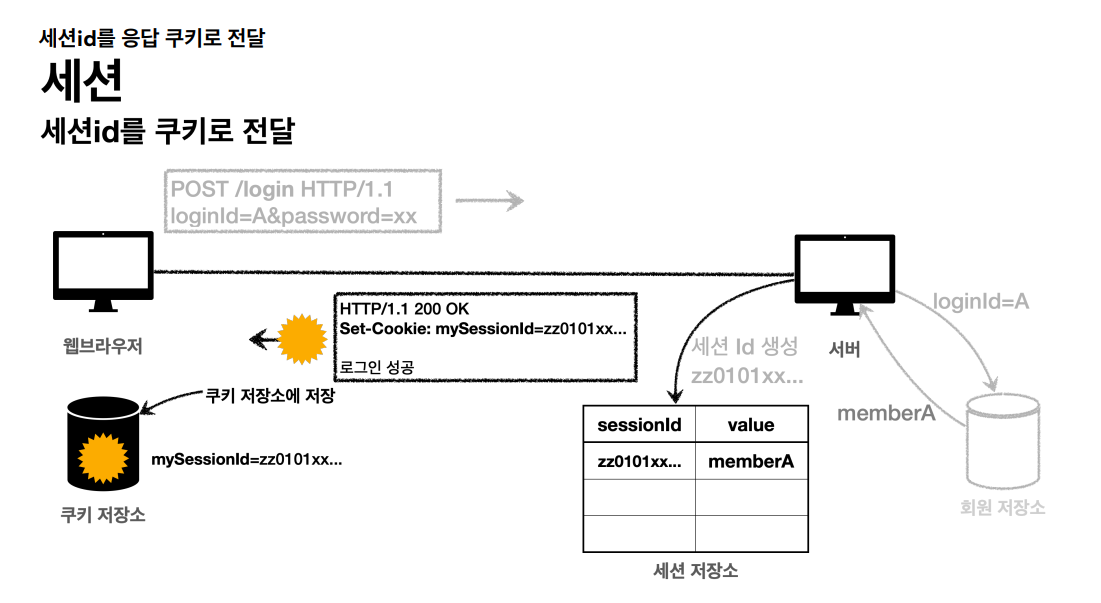 세션id를 응답 쿠키로 전달
세션
세션id를 쿠키로 전달
POST /login HTTP/1.1
loginId=A&password=xx
웹브라우저
HTTP/1.1 200 OK
Set-Cookie: mySessionId=zz0101xx...
로그인 성공
쿠키 저장소에 저장
mySessionId=zz0101xx...
쿠키 저장소
세션 Id 생성
zz0101xx...
서버
loginId=A
memberA
회원 저장소
sessionId value
zz0101xx... memberA
세션 저장소